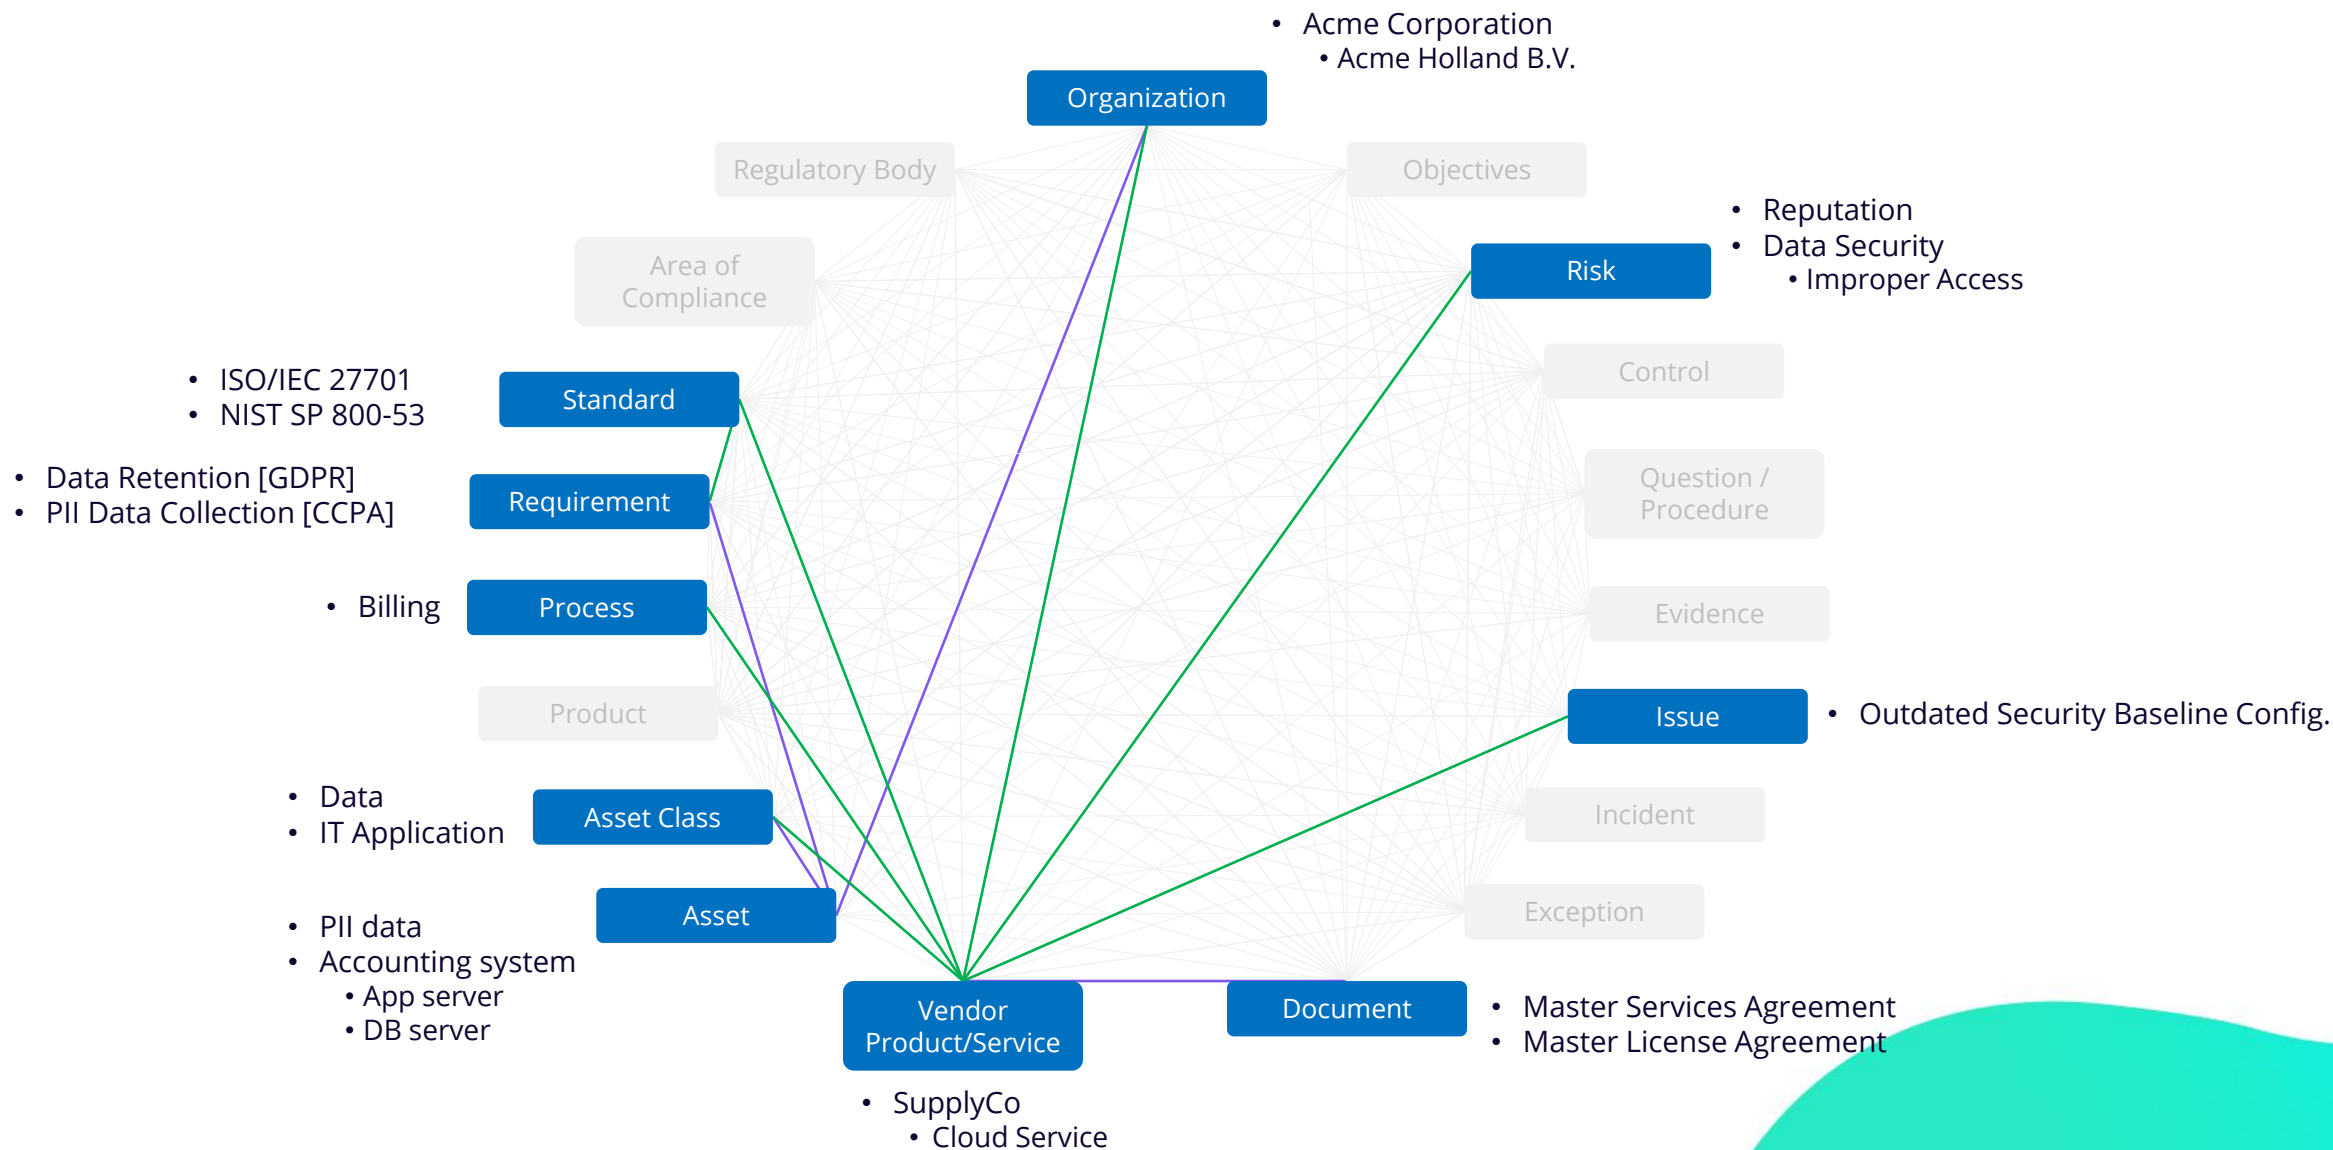 • Acme Corporation
• Acme Holland B.V.
Organization
Regulatory Body
Objectives
• Reputation
• Data Security
• Improper Access
Risk
Area of
Compliance
Control
• ISO/IEC 27701
• NIST SP 800-53
Standard
• Data Retention [GDPR]
• PII Data Collection [CCPA]
Requirement
Question /
Procedure
• Billing
Process
Evidence
Product
Issue
• Outdated Security Baseline Config.
• Data
• IT Application
Asset Class
Incident
• PII data
• Accounting system
• App server
• DB server
Asset
Exception
Vendor
Product/Service
• SupplyCo
• Cloud Service
Document
• Master Services Agreement
• Master License Agreement